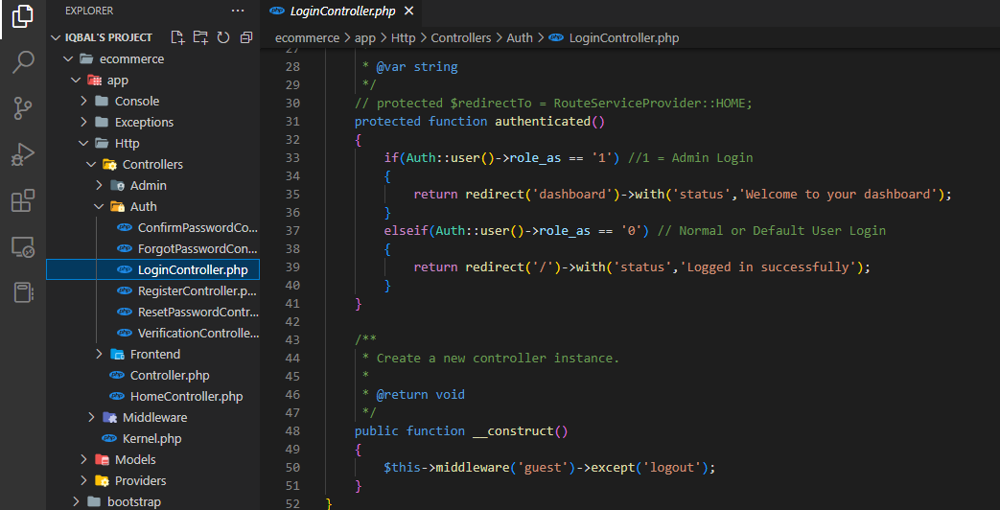 EXPLORER
IQBAL'S PROJECT
ecommerce
app
Console
Exceptions
Http
Controllers
Admin
Auth
ConfirmPasswordCo...
ForgotPasswordCon...
LoginController.php
RegisterController.p...
ResetPasswordContr...
VerificationControlle...
Frontend
Controller.php
HomeController.php
Middleware
Kernel.php
Models
Providers
bootstrap
LoginController.php
ecommerce > app > Http > Controllers > Auth > LoginController.php
27 *
28 * @var string
29 */
30 // protected $redirectTo = RouteServiceProvider::HOME;
31 protected function authenticated()
32 {
33 if(Auth::user()->role_as == '1') //1 = Admin Login
34 {
35 return redirect('dashboard')->with('status','Welcome to your dashboard');
36 }
37 elseif(Auth::user()->role_as == '0') // Normal or Default User Login
38 {
39 return redirect('/')->with('status','Logged in successfully');
40 }
41 }
42
43 /**
44 * Create a new controller instance.
45 *
46 * @return void
47 */
48 public function __construct()
49 {
50 $this->middleware('guest')->except('logout');
51 }
52 }